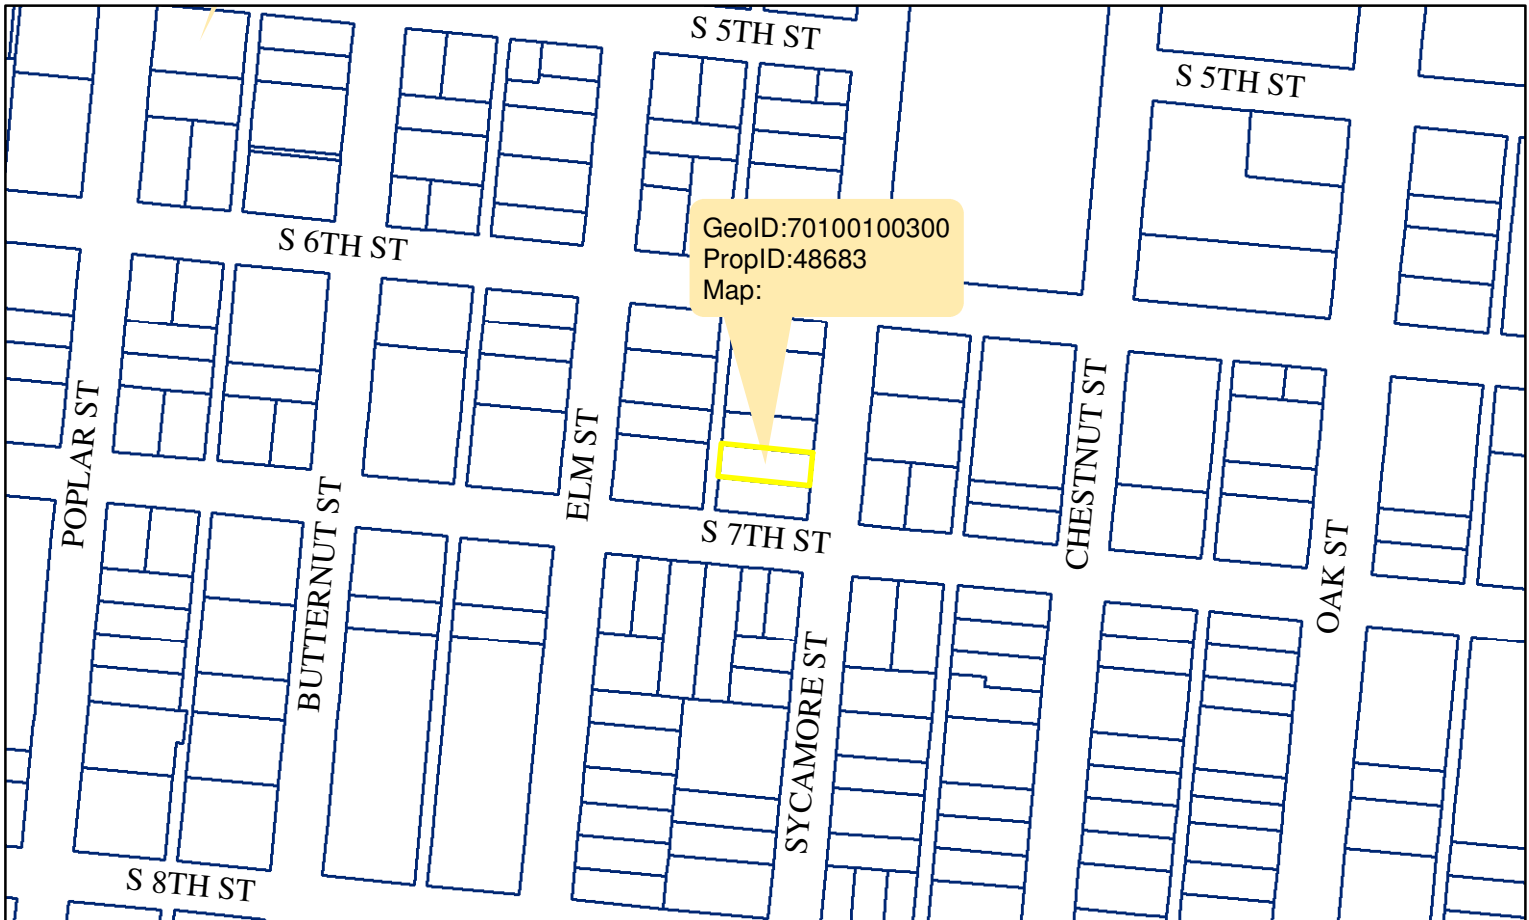 S 5TH ST
S 5TH ST
S 6TH ST
GeoID:70100100300
PropID:48683
Map:
POPLAR ST
BUTTERNUT ST
ELM ST
S 7TH ST
SYCAMORE ST
CHESTNUT ST
OAK ST
S 8TH ST